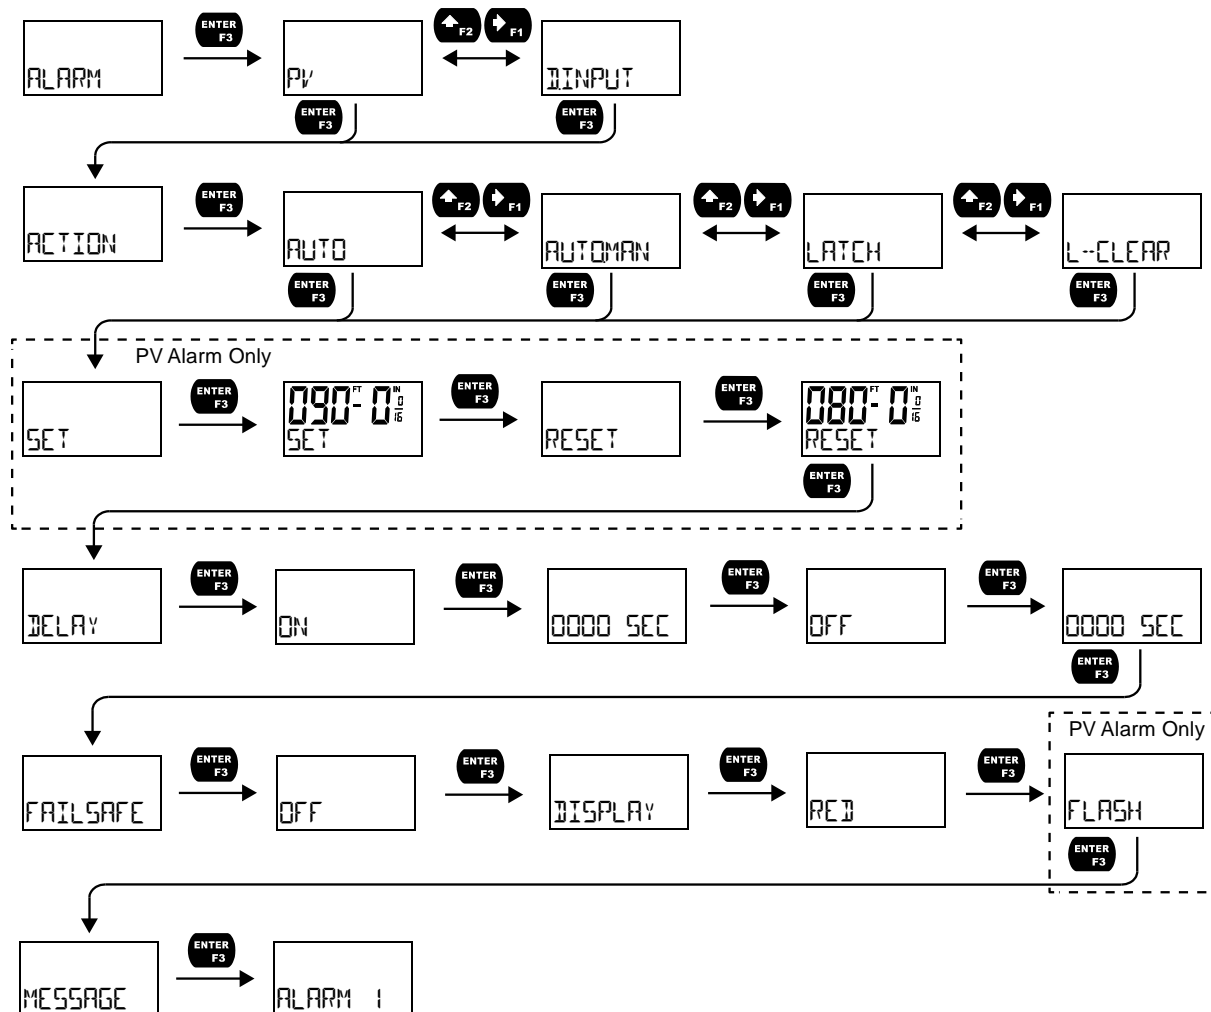 ENTER F3 F2 F1
ALARM PV D.INPUT
ENTER F3 ENTER F3
ENTER F3 F2 F1 F2 F1 F2 F1
ACTION AUTO AUTOMAN LATCH L--CLEAR
ENTER F3 ENTER F3 ENTER F3 ENTER F3
PV Alarm Only
ENTER F3 ENTER F3 ENTER F3
090- 0 FT IN 0/16 080- 0 FT IN 0/16
SET SET RESET RESET
ENTER F3
ENTER F3 ENTER F3 ENTER F3 ENTER F3
DELAY ON 0000 SEC OFF 0000 SEC
ENTER F3
PV Alarm Only
ENTER F3 ENTER F3 ENTER F3 ENTER F3
FAILSAFE OFF DISPLAY RED FLASH
ENTER F3
ENTER F3
MESSAGE ALARM 1